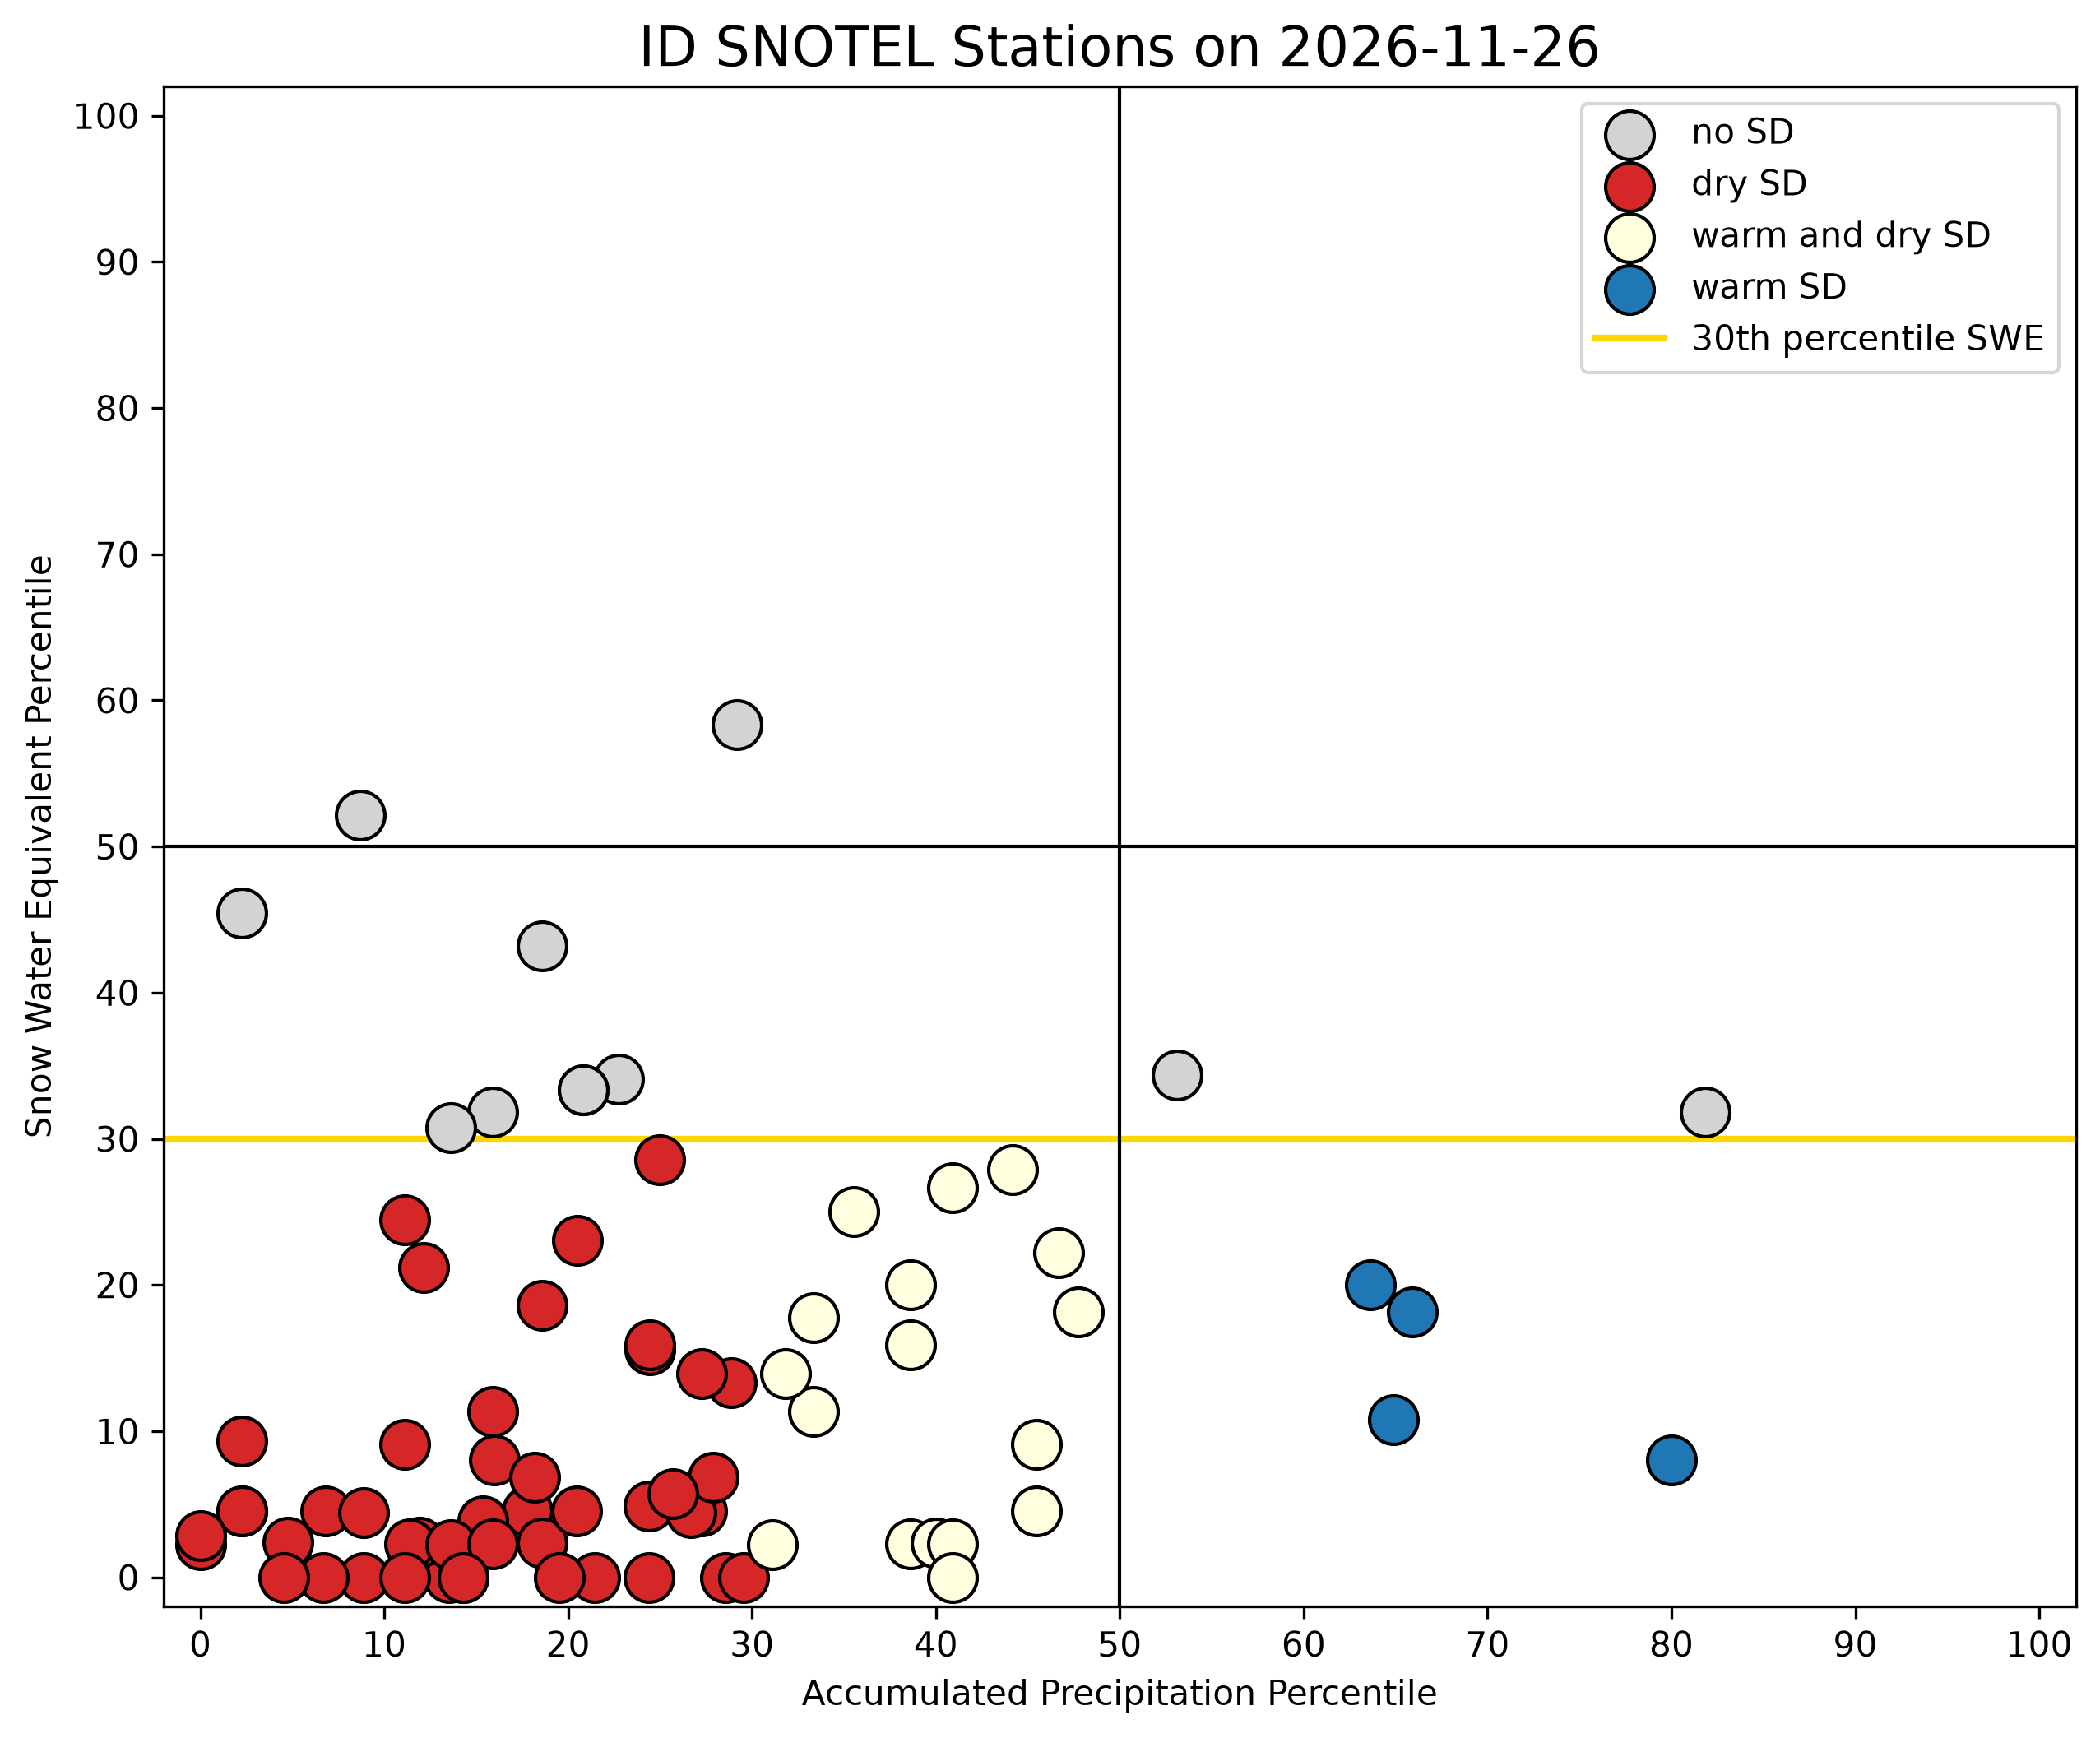 ID SNOTEL Stations on 2026-11-26
no SD
dry SD
warm and dry SD
warm SD
30th percentile SWE
Snow Water Equivalent Percentile
100
90
80
70
60
50
40
30
20
10
0
0 10 20 30 40 50 60 70 80 90 100
Accumulated Precipitation Percentile